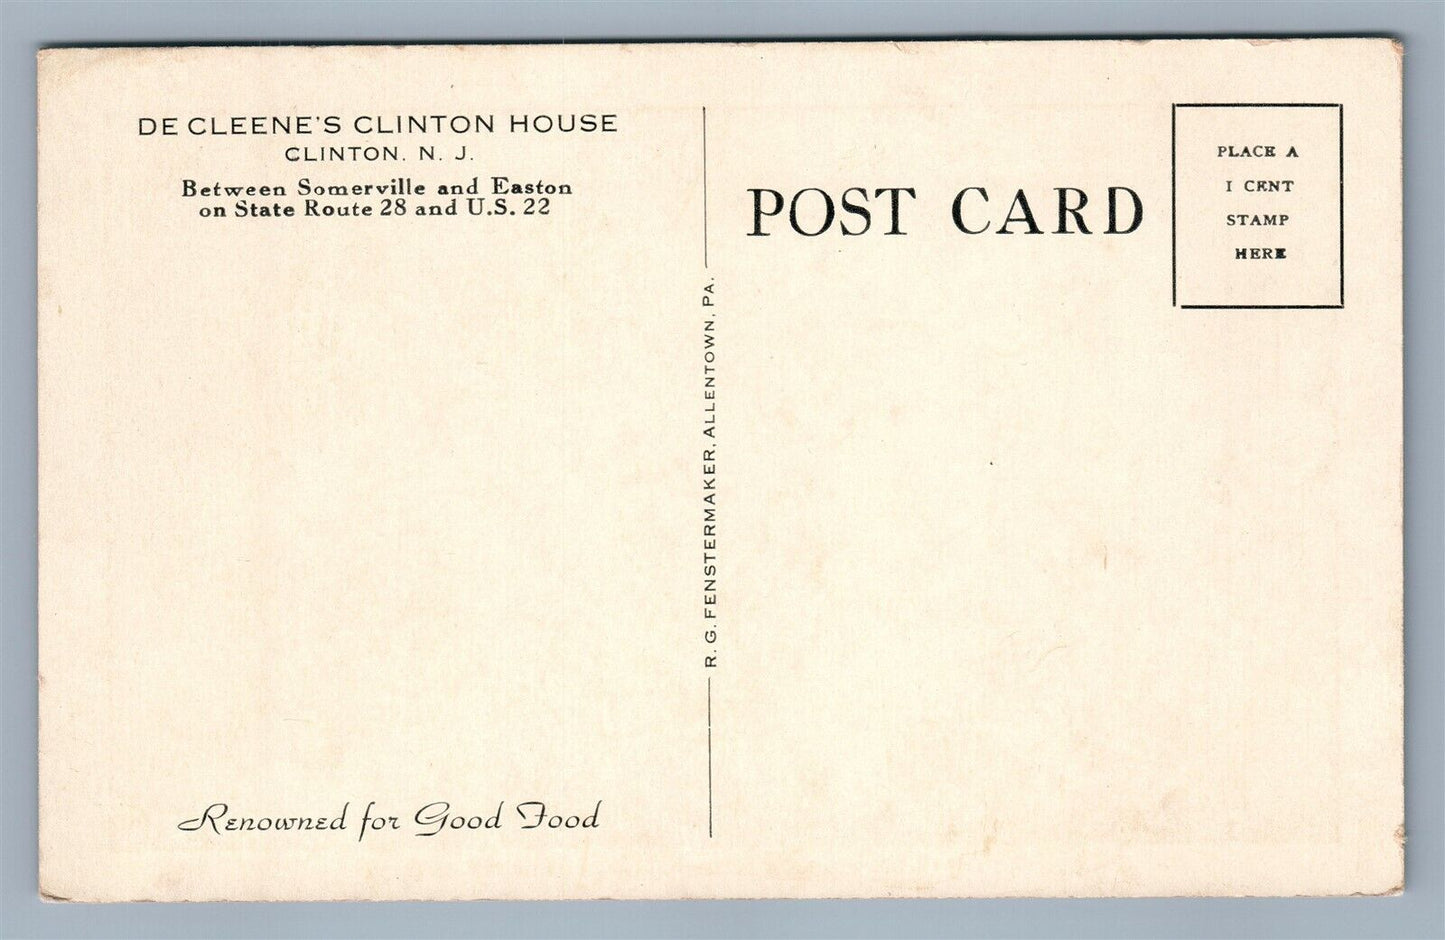 DE CLEENE'S CLINTON HOUSE
CLINTON. N. J.
Between Somerville and Easton
on State Route 28 and U.S. 22
Renowned for Good Food
R. G. FENSTERMAKER, ALLENTOWN, PA.
POST CARD
PLACE A
1 CENT
STAMP
HERE